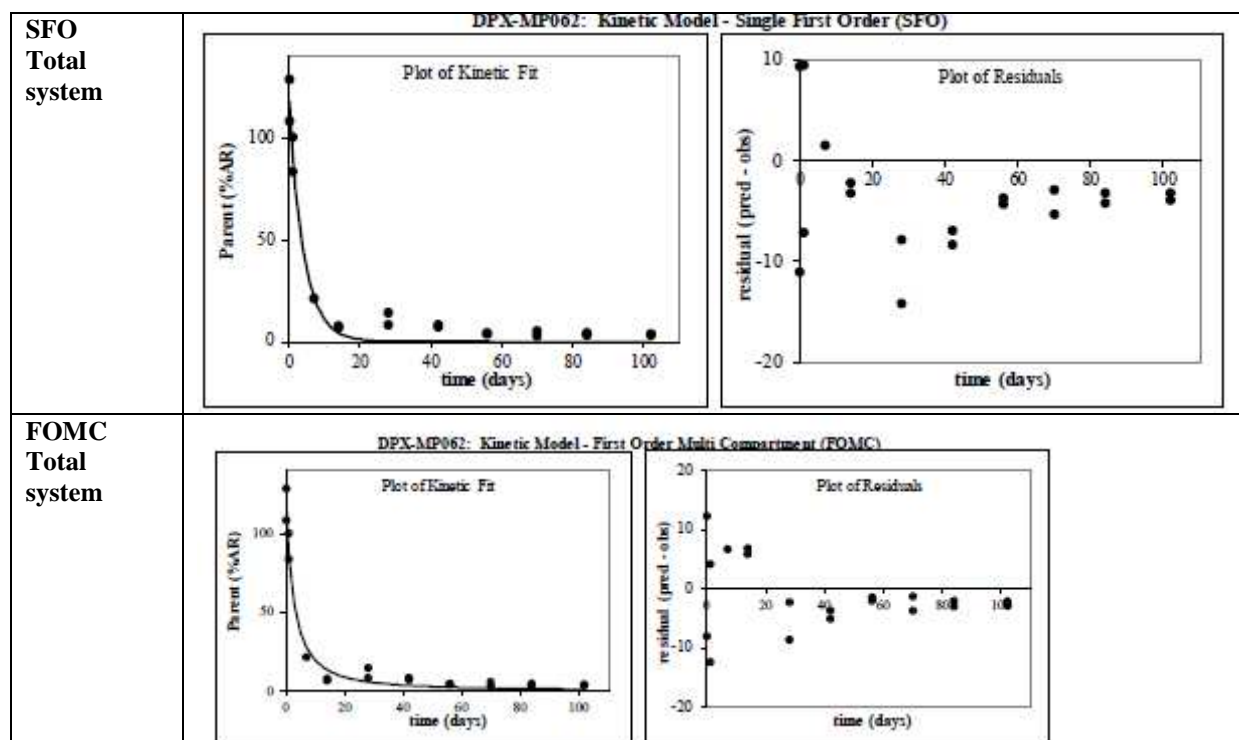 SFO
Total
system
DPX-MP062: Kinetic Model - Single First Order (SFO)
Plot of Kinetic Fit
Parent (%AR)
100
50
0
0 20 40 60 80 100
time (days)
Plot of Residuals
residual (pred - obs)
10
0
-10
-20
0 20 40 60 80 100
time (days)
FOMC
Total
system
DPX-MP062: Kinetic Model - First Order Multi Compartment (FOMC)
Plot of Kinetic Fit
Parent (%AR)
100
50
0
0 20 40 60 80 100
time (days)
Plot of Residuals
residual (pred - obs)
20
10
0
-10
-20
0 20 40 60 80 100
time (days)